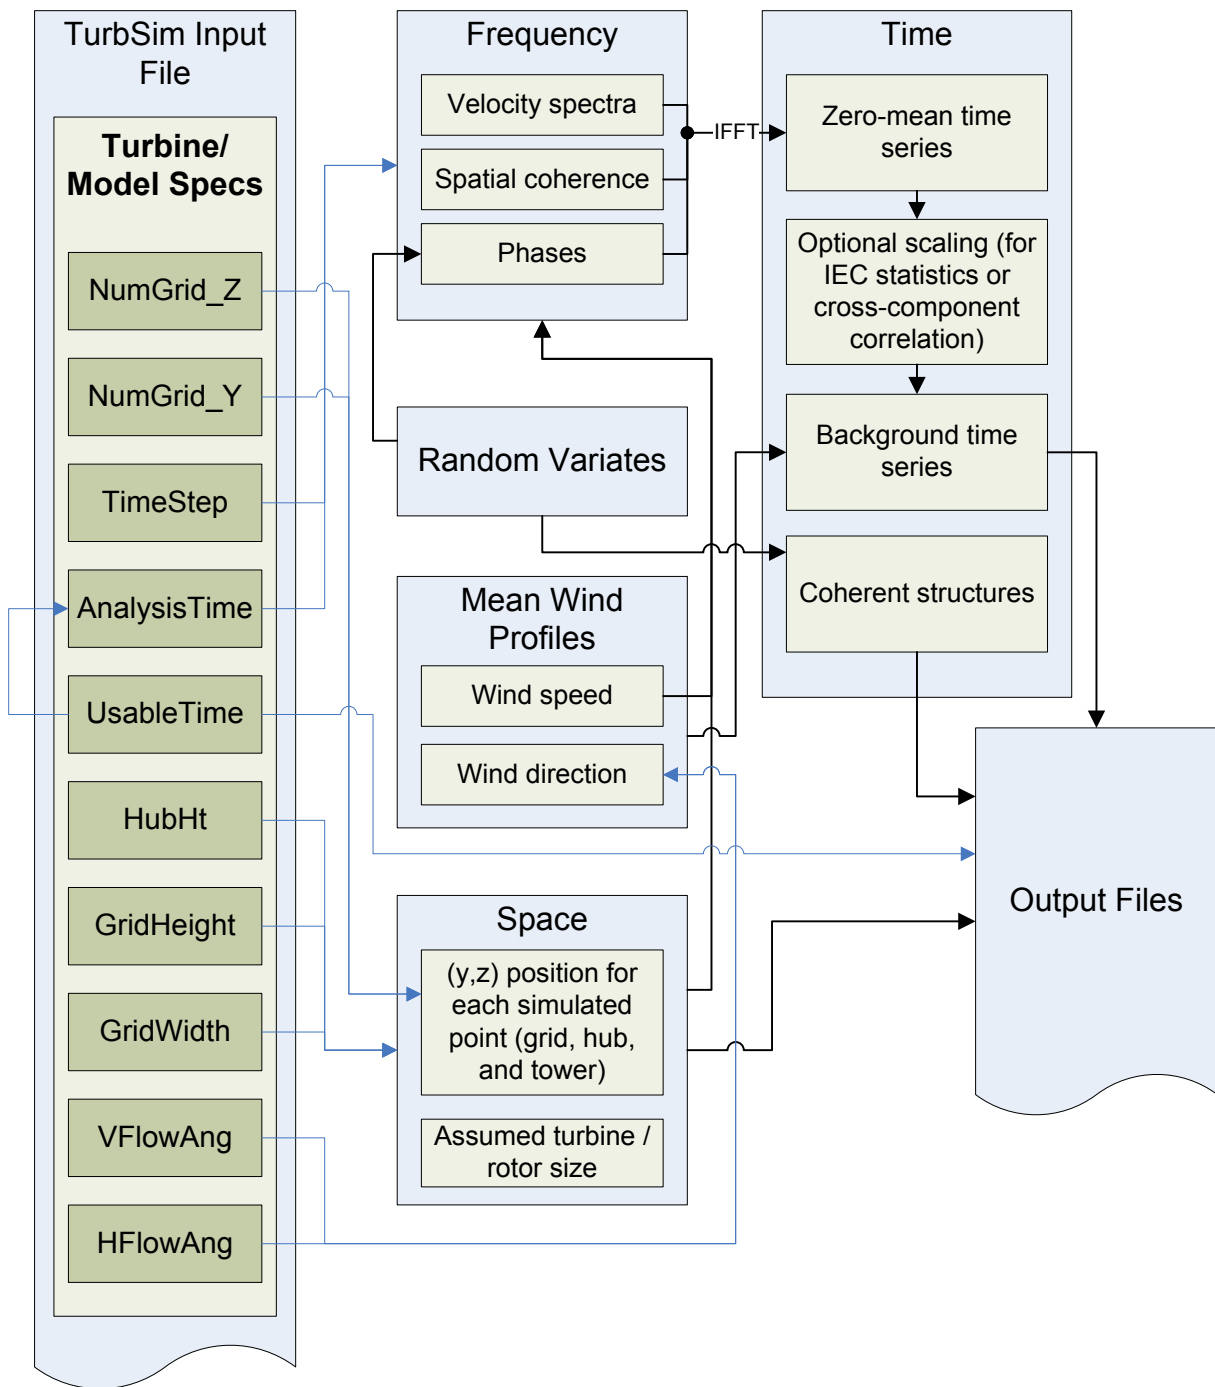 TurbSim Input
File
Turbine/
Model Specs
NumGrid_Z
NumGrid_Y
TimeStep
AnalysisTime
UsableTime
HubHt
GridHeight
GridWidth
VFlowAng
HFlowAng
Frequency
Velocity spectra
Spatial coherence
Phases
IFFT
Random Variates
Mean Wind
Profiles
Wind speed
Wind direction
Space
(y,z) position for
each simulated
point (grid, hub,
and tower)
Assumed turbine /
rotor size
Time
Zero-mean time
series
Optional scaling (for
IEC statistics or
cross-component
correlation)
Background time
series
Coherent structures
Output Files